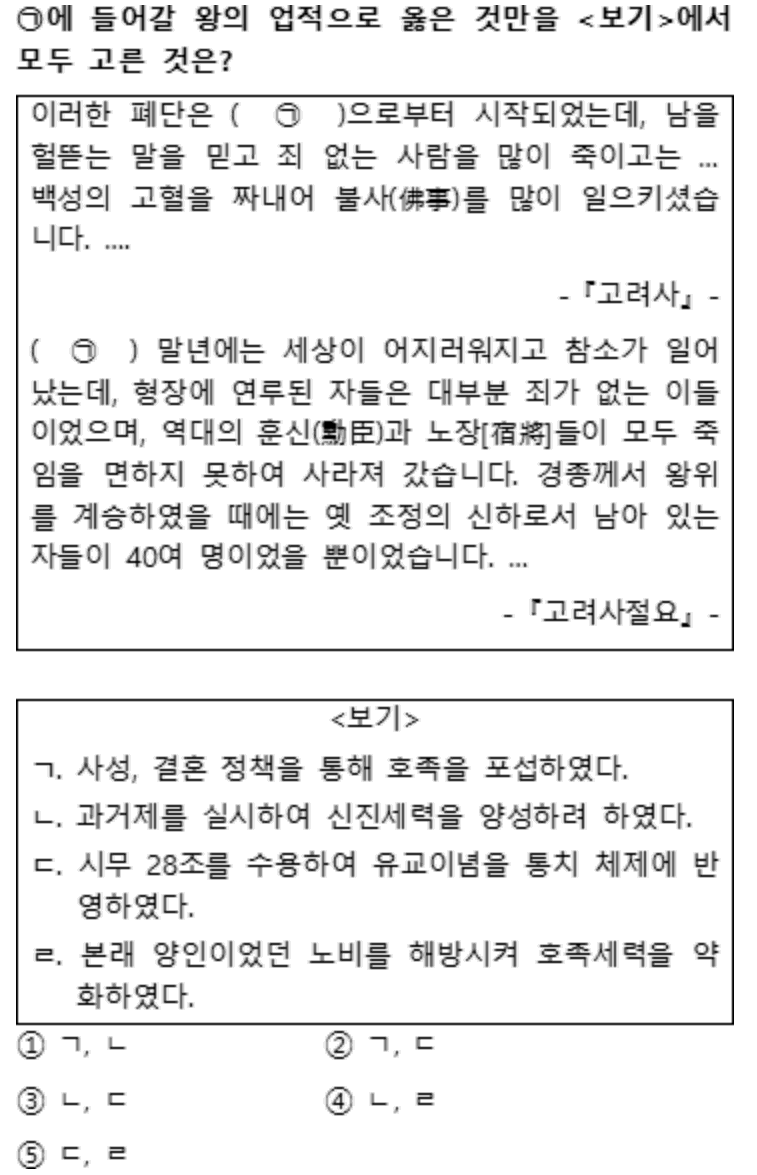 ㉠에 들어갈 왕의 업적으로 옳은 것만을 <보기>에서
모두 고른 것은?
이러한 폐단은 ( ㉠ )으로부터 시작되었는데, 남을
헐뜯는 말을 믿고 죄 없는 사람을 많이 죽이고는 ...
백성의 고혈을 짜내어 불사(佛事)를 많이 일으키셨습
니다. ....
-『고려사』-
( ㉠ ) 말년에는 세상이 어지러워지고 참소가 일어
났는데, 형장에 연루된 자들은 대부분 죄가 없는 이들
이었으며, 역대의 훈신(勳臣)과 노장[宿將]들이 모두 죽
임을 면하지 못하여 사라져 갔습니다. 경종께서 왕위
를 계승하였을 때에는 옛 조정의 신하로서 남아 있는
자들이 40여 명이었을 뿐이었습니다. ...
-『고려사절요』-
<보기>
ㄱ. 사성, 결혼 정책을 통해 호족을 포섭하였다.
ㄴ. 과거제를 실시하여 신진세력을 양성하려 하였다.
ㄷ. 시무 28조를 수용하여 유교이념을 통치 체제에 반
영하였다.
ㄹ. 본래 양인이었던 노비를 해방시켜 호족세력을 약
화하였다.
① ㄱ, ㄴ ② ㄱ, ㄷ
③ ㄴ, ㄷ ④ ㄴ, ㄹ
⑤ ㄷ, ㄹ